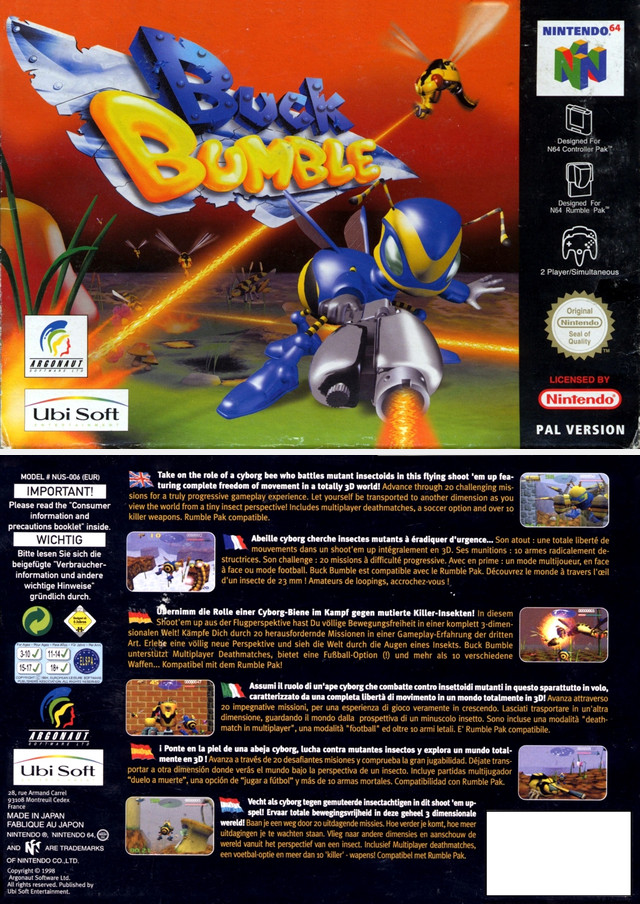 BUCK
BUMBLE
NINTENDO 64
Designed For
N64 Controller Pak™
Designed For
N64 Rumble Pak™
2 Player/Simultaneous
Original
Nintendo
Seal of
Quality
TM
LICENSED BY
Nintendo
PAL VERSION
ARGONAUT
SOFTWARE LTD
Ubi Soft
ENTERTAINMENT
MODEL # NUS-006 (EUR)
IMPORTANT!
Please read the "Consumer
information and
precautions booklet" inside.
WICHTIG
Bitte lesen Sie sich die
beigefügte "Verbraucher-
information und andere
wichtige Hinweise"
gründlich durch.
3-10
11-14
15-17
18+
ELSPA
ARGONAUT
SOFTWARE LTD
Ubi Soft
28, rue Armand Carrel
93108 Montreuil Cedex
France
MADE IN JAPAN
FABLIQUE AU JAPON
NINTENDO ®, NINTENDO 64,
AND ARE TRADEMARKS
OF NINTENDO CO.,LTD.
Copyright © 1998
Argonaut Software Ltd.
All rights reserved. Published by
Ubi Soft Entertainment.
Take on the role of a cyborg bee who battles mutant insectoids in this flying shoot 'em up fea-
turing complete freedom of movement in a totally 3D world! Advance through 20 challenging mis-
sions for a truly progressive gameplay experience. Let yourself be transported to another dimension as you
view the world from a tiny insect perspective! Includes multiplayer deathmatches, a soccer option and over 10
killer weapons. Rumble Pak compatible.
Abeille cyborg cherche insectes mutants à éradiquer d'urgence... Son atout : une totale liberté de
mouvements dans un shoot'em up intégralement en 3D. Ses munitions : 10 armes radicalement de-
structrices. Son challenge : 20 missions à difficulté progressive. Avec en prime : un mode multijoueur, en face
à face ou mode football. Buck Bumble est compatible avec le Rumble Pak. Découvrez le monde à travers l'œil
d'un insecte de 23 mm ! Amateurs de loopings, accrochez-vous !
Übernimm die Rolle einer Cyborg-Biene im Kampf gegen mutierte Killer-Insekten! In diesem
Shoot'em up aus der Flugperspektive hast Du völlige Bewegungsfreiheit in einer komplett 3-dimen-
sionalen Welt! Kämpfe Dich durch 20 herausfordernde Missionen in einer Gameplay-Erfahrung der dritten
Art. Erlebe eine völlig neue Perspektive und sieh die Welt durch die Augen eines Insekts. Buck Bumble
unterstützt Multiplayer Deathmatches, bietet eine Fußball-Option (!) und mehr als 10 verschiedene
Waffen... Kompatibel mit dem Rumble Pak!
Assumi il ruolo di un'ape cyborg che combatte contro insettoidi mutanti in questo sparattutto in volo,
caratterizzato da una completa libertà di movimento in un mondo totalmente in 3D! Avanza attraverso
20 impegnative missioni, per una esperienza di gioco veramente in crescendo. Lasciati trasportare in un'altra
dimensione, guardando il mondo dalla prospettiva di un minuscolo insetto. Sono incluse una modalità "death-
match in multiplayer", una modalità "football" ed oltre 10 armi letali. E' Rumble Pak compatibile.
¡ Ponte en la piel de una abeja cyborg, lucha contra mutantes insectos y explora un mundo total-
mente en 3D ! Avanza a través de 20 desafiantes misiones y comprueba la gran jugabilidad. Déjate trans-
portar a otra dimensión donde verás el mundo bajo la perspectiva de un insecto. Incluye partidas multijugador
"duelo a muerte", una opción de "jugar a fútbol" y más de 10 armas mortales. Compatibilidad con Rumble Pak.
Vecht als cyborg tegen gemuteerde insectachtigen in dit shoot 'em up-
spel! Ervaar totale bewegingsvrijheid in deze geheel 3 dimensionale
wereld! Baan je een weg door 20 uitdagende missies. Hoe verder je komt, hoe meer
uitdagingen je te wachten staan. Vlieg naar andere dimensies en aanschouw de
wereld vanuit het perspectief van een insect. Inclusief Multiplayer deathmatches,
een voetbal-optie en meer dan 10 'killer' - wapens! Compatibel met Rumble Pak.